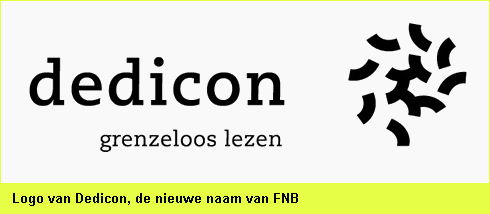 dedicon
grenzeloos lezen
Logo van Dedicon, de nieuwe naam van FNB